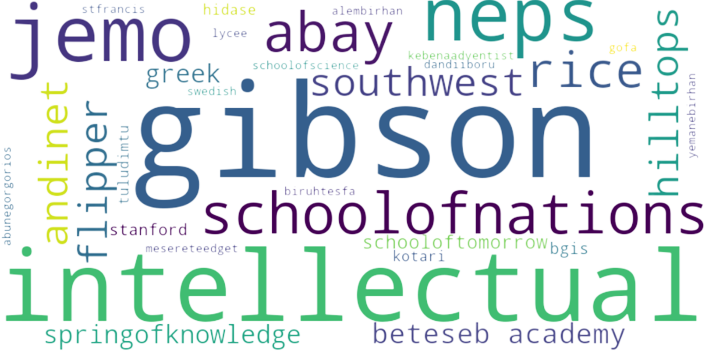 stfrancis
hidase
alembirhan
neps
jemo
lycee
abay
kebenaadventist
gofa
greek
schoolofscience
dandiiboru
rice
swedish
southwest
hilltops
yemanebirhan
andinet
flipper
tuludimtu
gibson
abunegorgorios
biruhtesfa
stanford
schoolofnations
mesereteedget
schooloftomorrow
kotari
bgis
intellectual
springofknowledge
beteseb academy